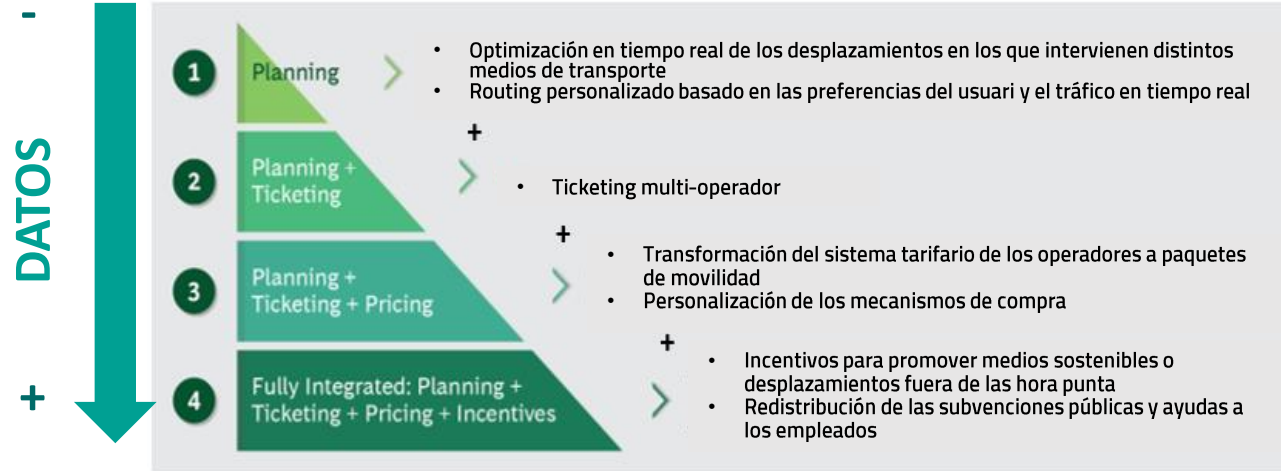 -
DATOS
+
1
Planning
• Optimización en tiempo real de los desplazamientos en los que intervienen distintos
medios de transporte
• Routing personalizado basado en las preferencias del usuari y el tráfico en tiempo real
+
2
Planning +
Ticketing
• Ticketing multi-operador
+
3
Planning +
Ticketing + Pricing
• Transformación del sistema tarifario de los operadores a paquetes
de movilidad
• Personalización de los mecanismos de compra
+
4
Fully Integrated: Planning +
Ticketing + Pricing + Incentives
• Incentivos para promover medios sostenibles o
desplazamientos fuera de las hora punta
• Redistribución de las subvenciones públicas y ayudas a
los empleados